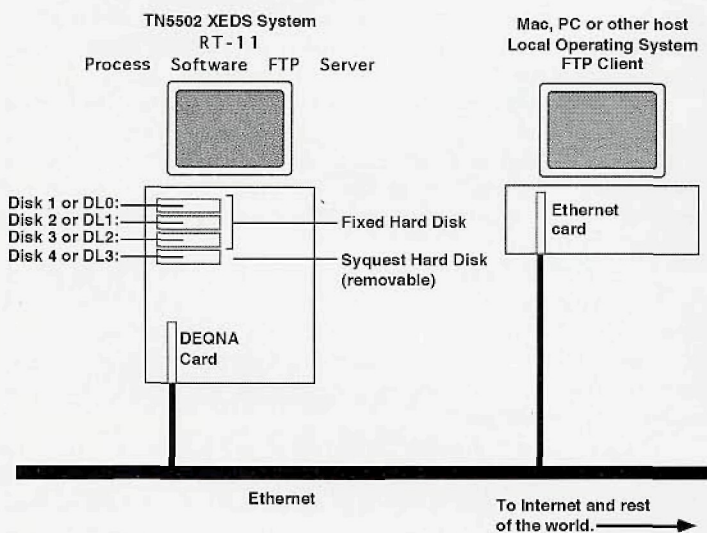 TN5502 XEDS System
RT-11
Process Software FTP Server
Mac, PC or other host
Local Operating System
FTP Client
Disk 1 or DL0:
Disk 2 or DL1:
Disk 3 or DL2:
Disk 4 or DL3:
Fixed Hard Disk
Syquest Hard Disk
(removable)
DEQNA
Card
Ethernet
card
Ethernet
To Internet and rest
of the world.